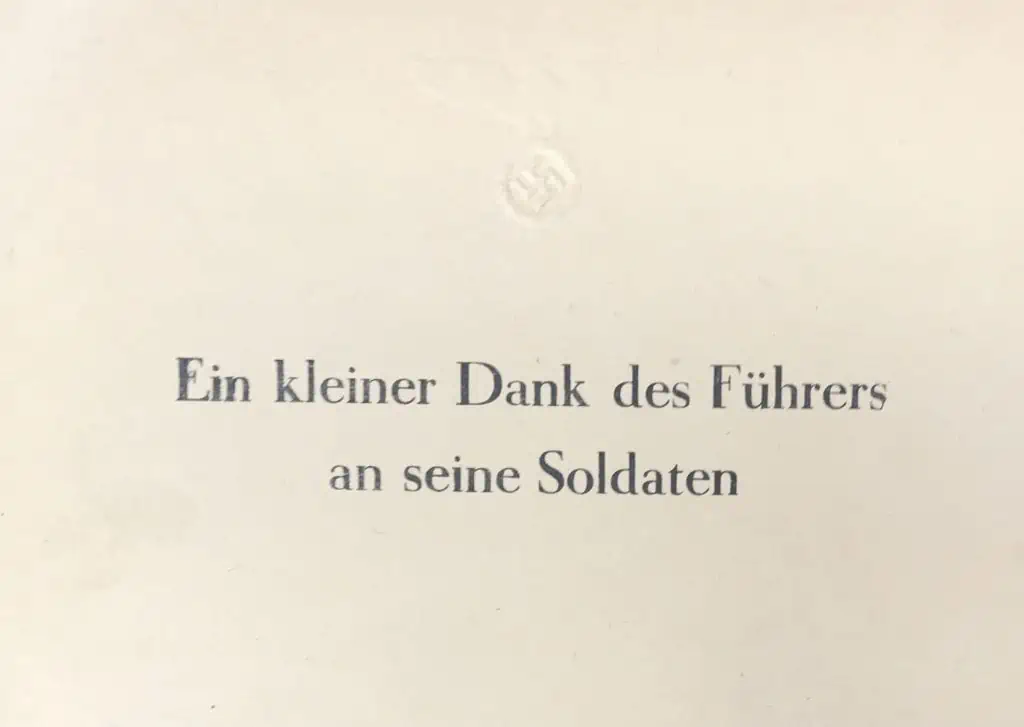 Ein kleiner Dank des Führers
an seine Soldaten